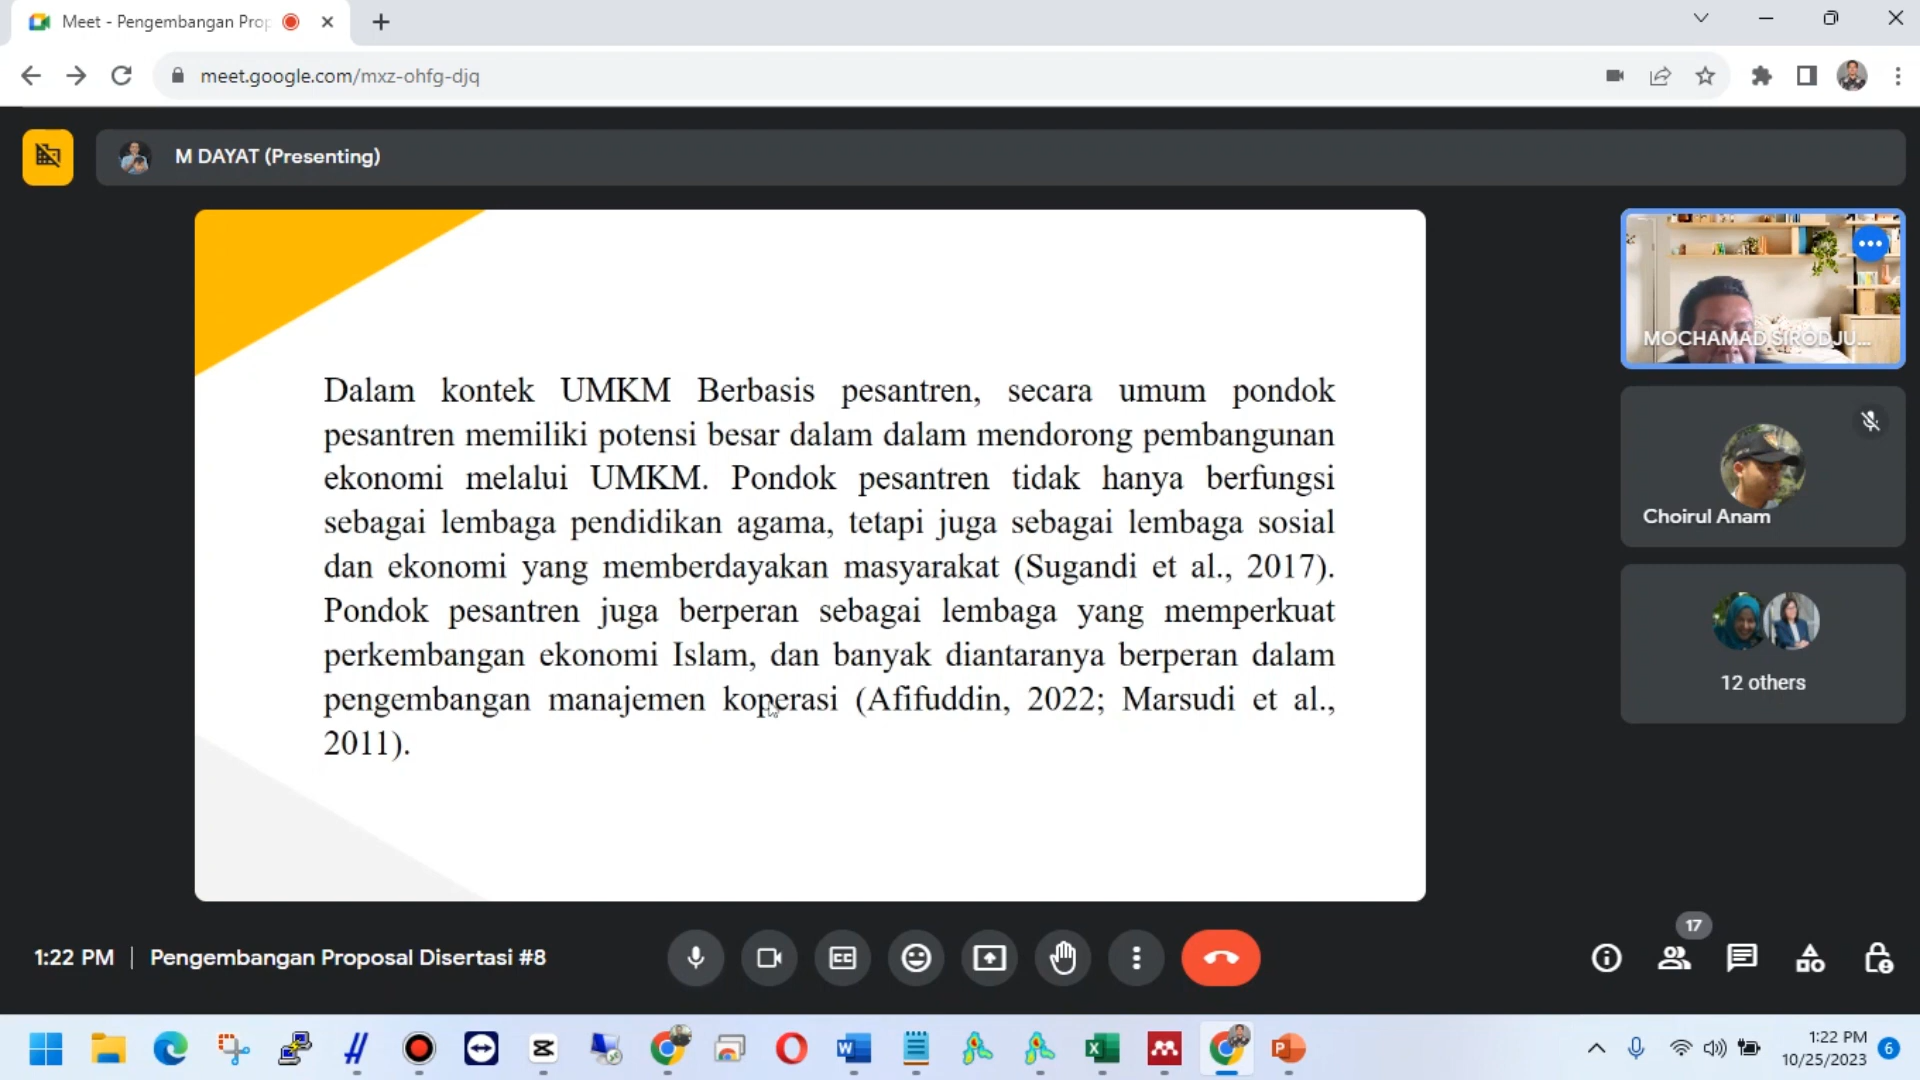 Meet - Pengembangan Prop
meet.google.com/mxz-ohfg-djq
M DAYAT (Presenting)
Dalam kontek UMKM Berbasis pesantren, secara umum pondok
pesantren memiliki potensi besar dalam dalam mendorong pembangunan
ekonomi melalui UMKM. Pondok pesantren tidak hanya berfungsi
sebagai lembaga pendidikan agama, tetapi juga sebagai lembaga sosial
dan ekonomi yang memberdayakan masyarakat (Sugandi et al., 2017).
Pondok pesantren juga berperan sebagai lembaga yang memperkuat
perkembangan ekonomi Islam, dan banyak diantaranya berperan dalam
pengembangan manajemen koperasi (Afifuddin, 2022; Marsudi et al.,
2011).
MOCHAMAD SIRODJU...
Choirul Anam
12 others
1:22 PM | Pengembangan Proposal Disertasi #8
CC
17
1:22 PM
10/25/2023
6